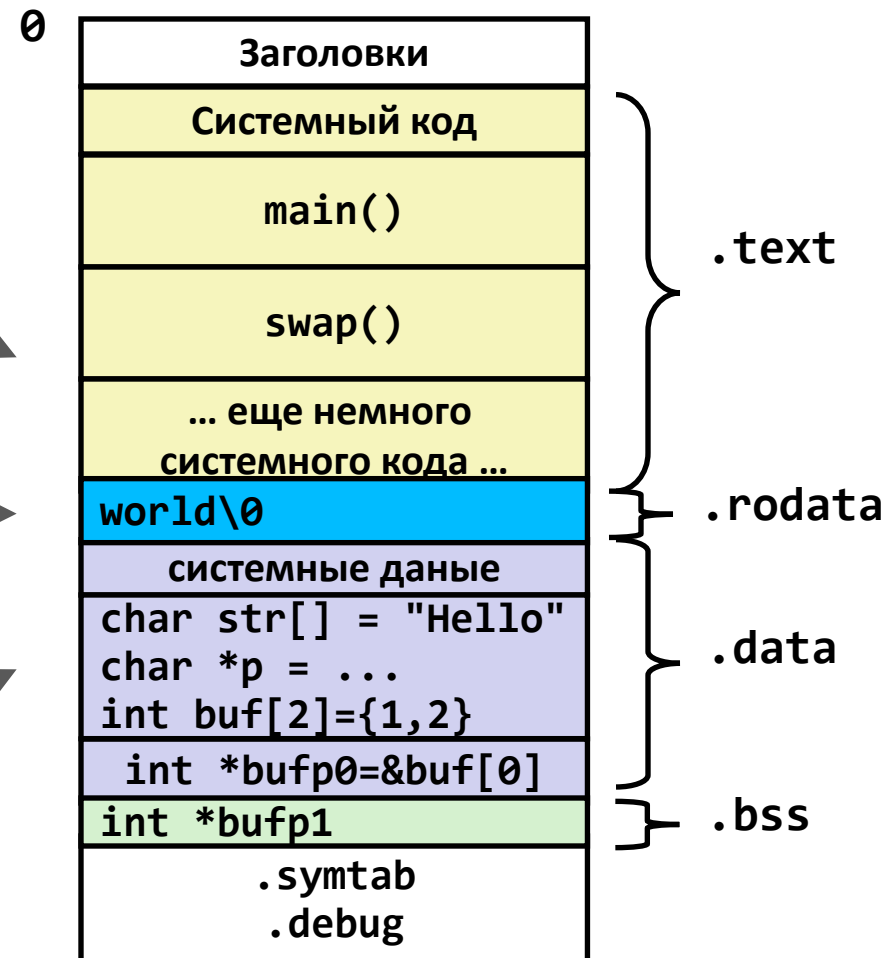 0
Заголовки
Системный код
main()
.text
swap()
… еще немного
системного кода …
world\0
.rodata
системные даные
char str[] = "Hello"
char *p = ...
.data
int buf[2]={1,2}
int *bufp0=&buf[0]
int *bufp1
.bss
.symtab
.debug